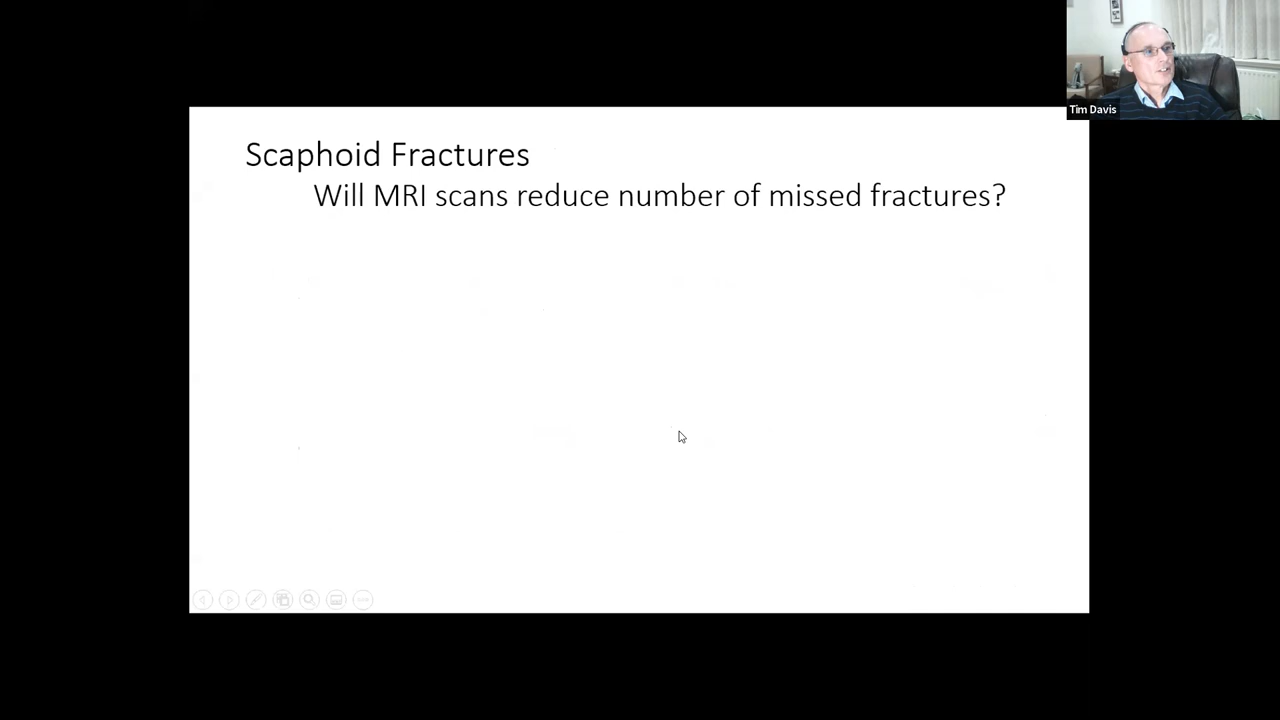 Tim Davis
Scaphoid Fractures
Will MRI scans reduce number of missed fractures?